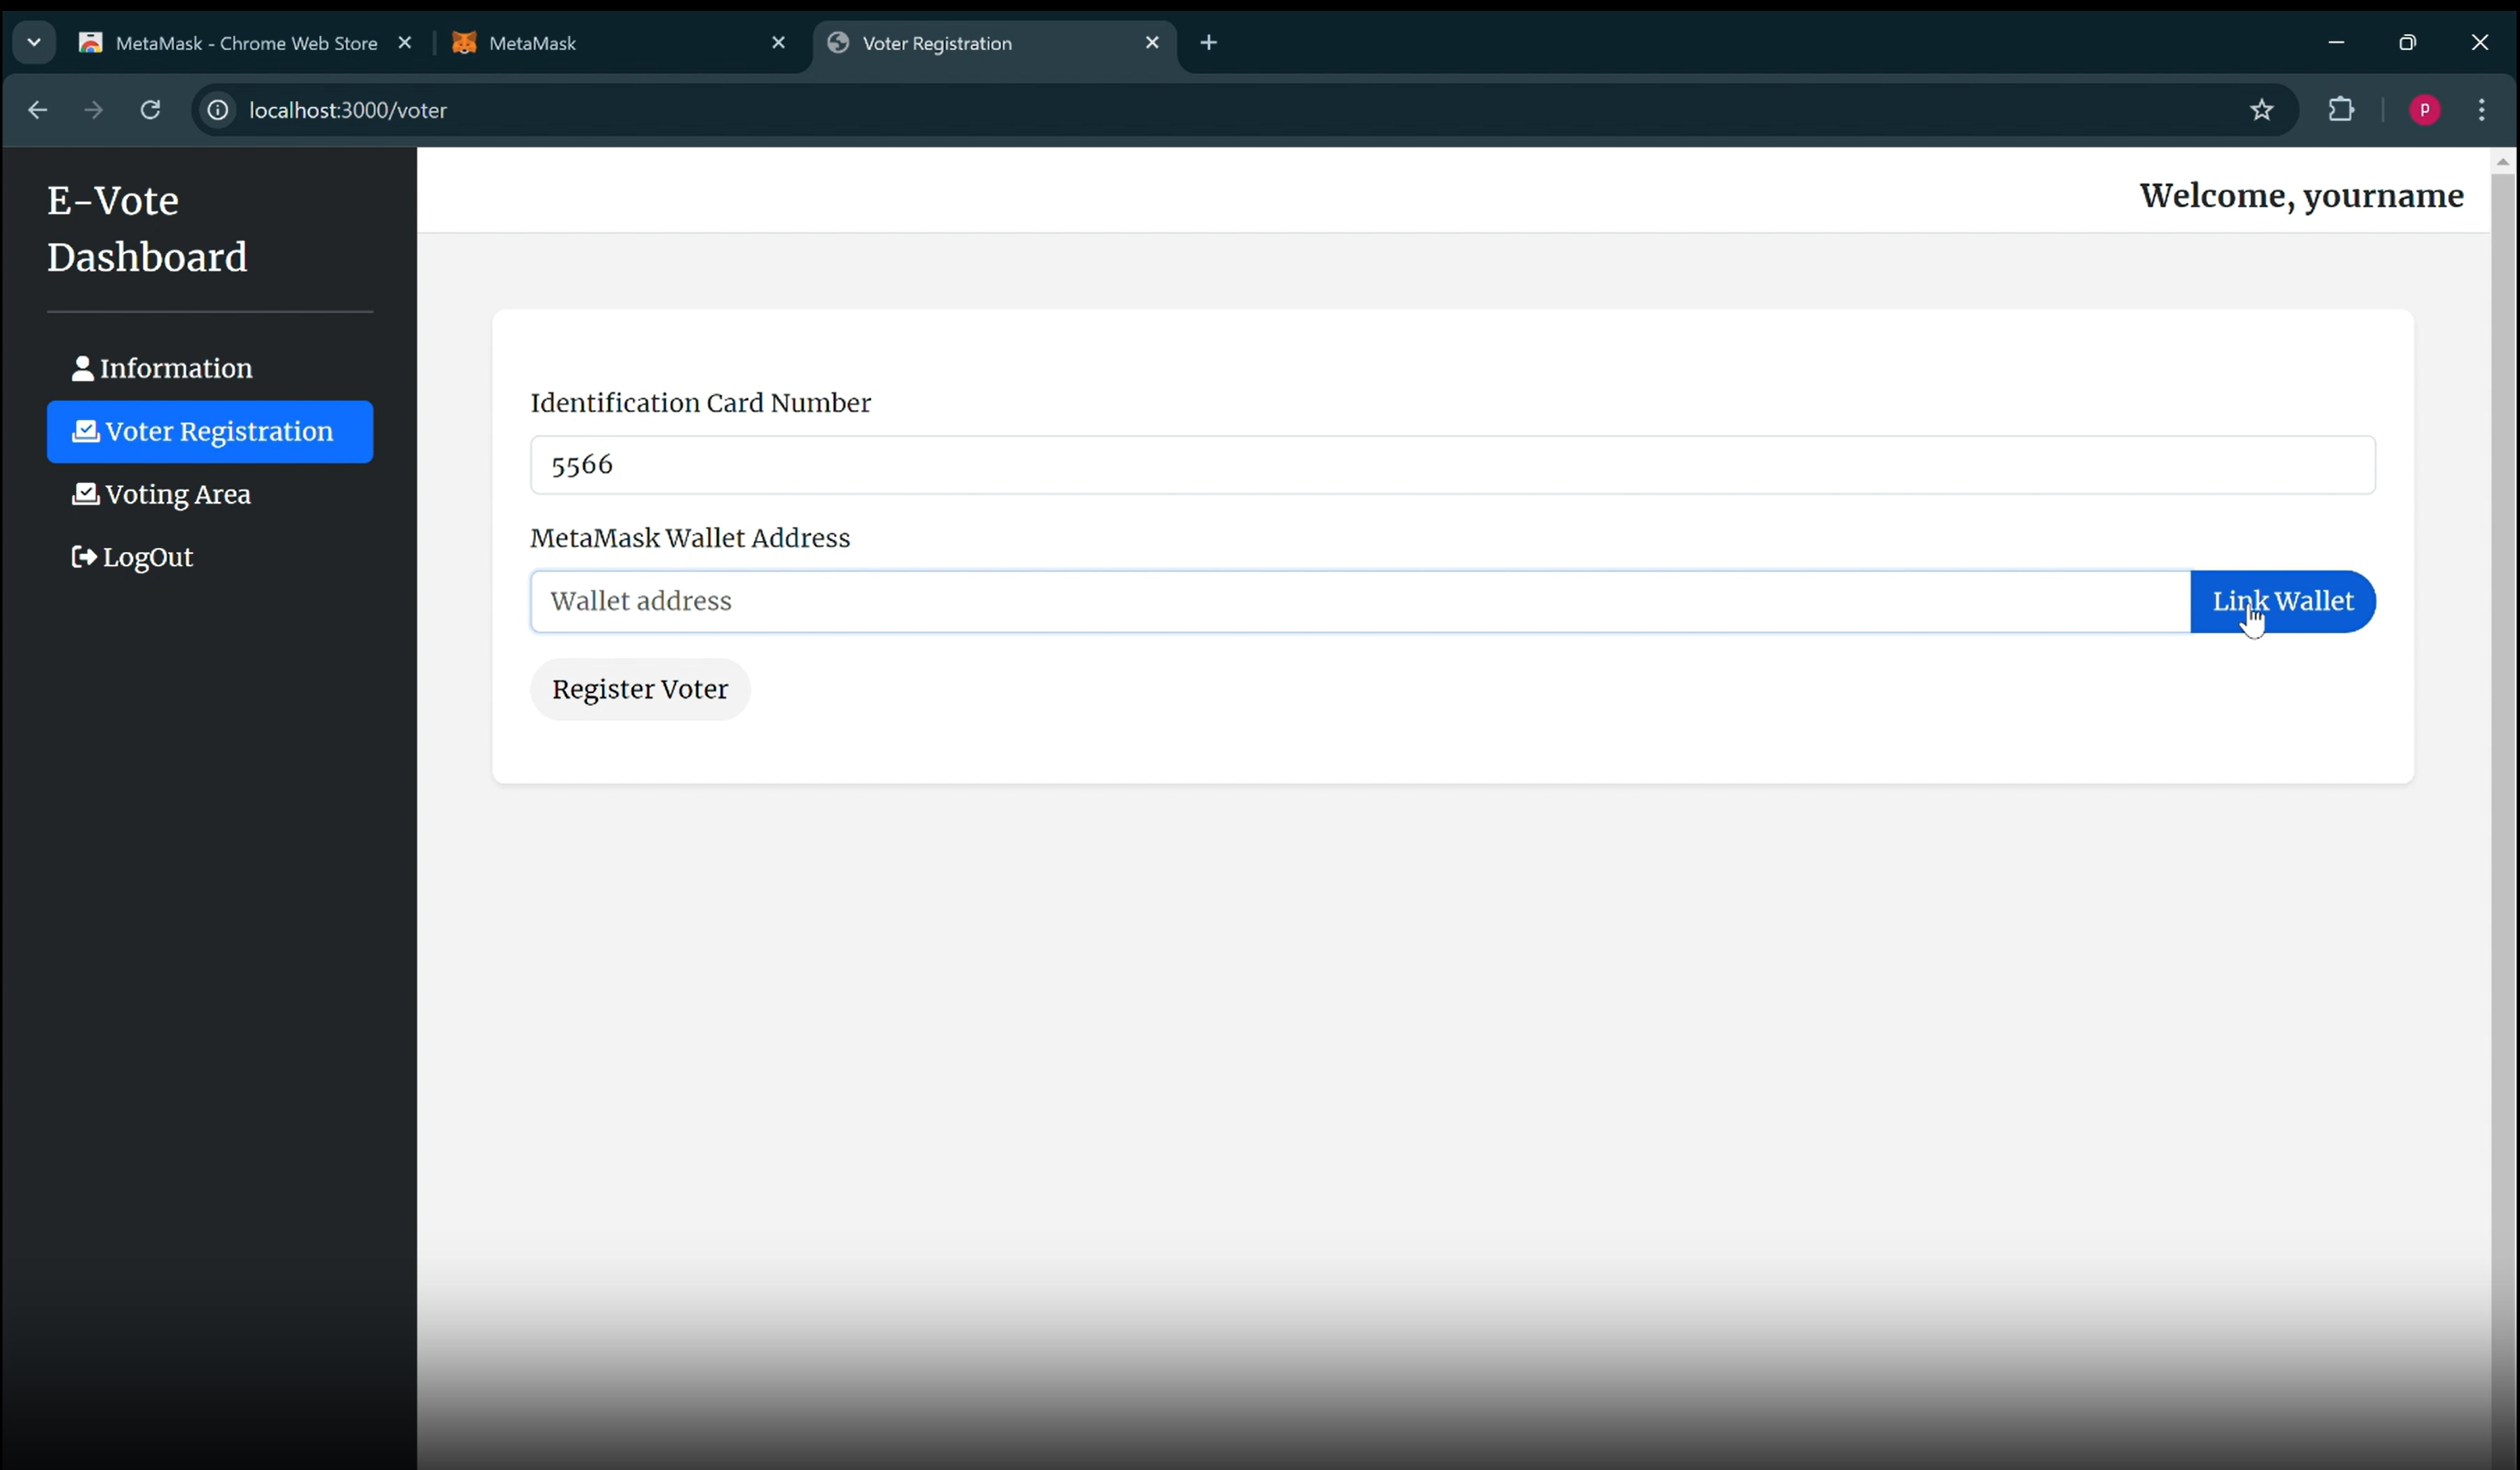 MetaMask - Chrome Web Store
MetaMask
Voter Registration
localhost:3000/voter
P
E-Vote
Dashboard
Welcome, yourname
Information
Voter Registration
Voting Area
LogOut
Identification Card Number
5566
MetaMask Wallet Address
Wallet address
Link Wallet
Register Voter